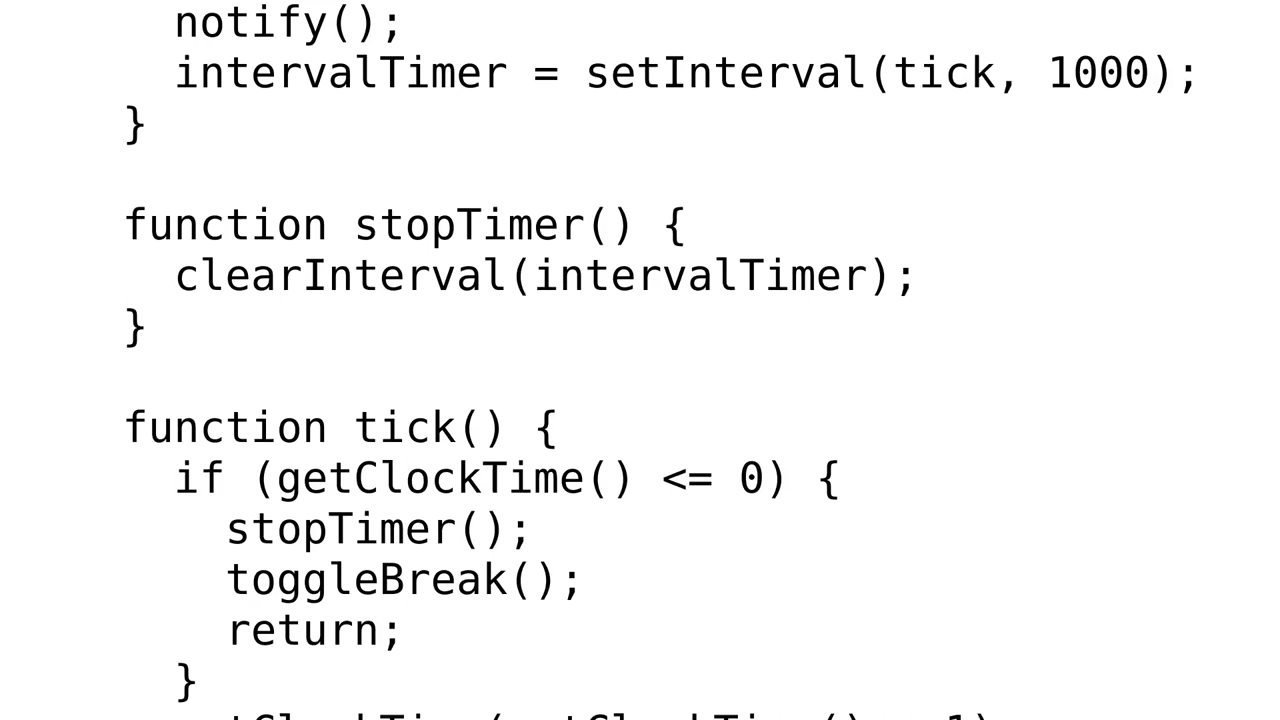 notify();
intervalTimer = setInterval(tick, 1000);
}
function stopTimer() {
clearInterval(intervalTimer);
}
function tick() {
if (getClockTime() <= 0) {
stopTimer();
toggleBreak();
return;
}